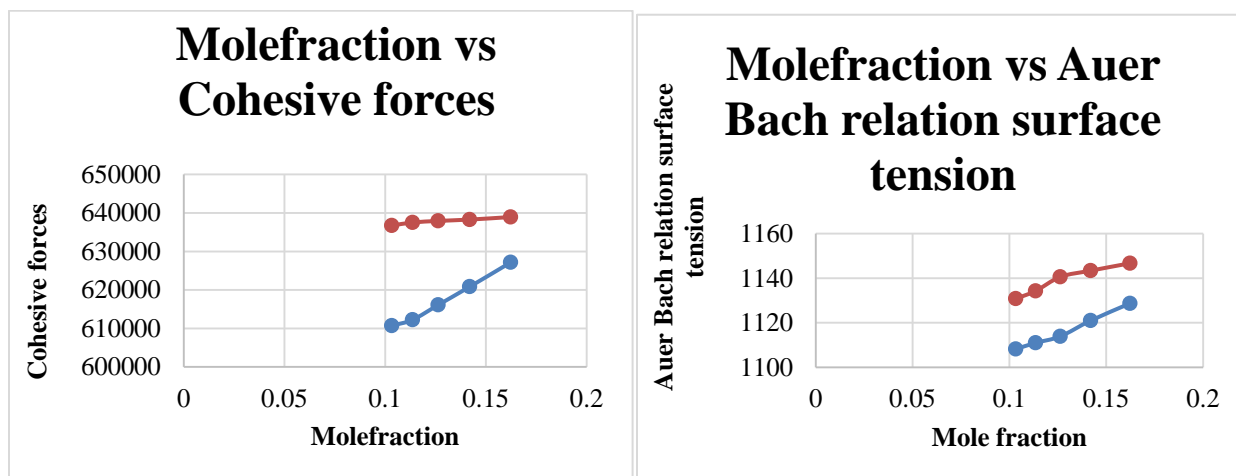 Molefraction vs
Cohesive forces
Cohesive forces
650000
640000
630000
620000
610000
600000
0
0.05
0.1
0.15
0.2
Molefraction
Molefraction vs Auer
Bach relation surface
tension
Auer Bach relation surface
tension
1160
1140
1120
1100
0
0.05
0.1
0.15
0.2
Mole fraction